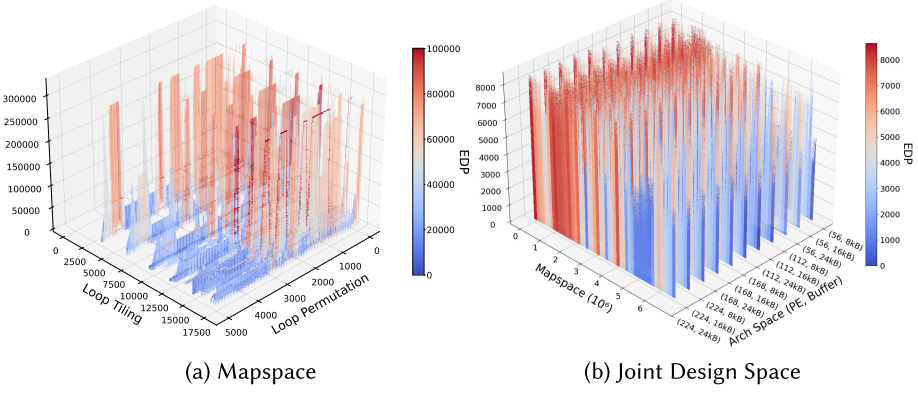 300000
250000
200000
150000
100000
50000
0
0
2500
5000
7500
10000
12500
15000
17500
Loop Tiling
5000
4000
3000
2000
1000
0
Loop Permutation
100000
80000
60000
40000
20000
0
EDP
(a) Mapspace
8000
7000
6000
5000
4000
3000
2000
1000
0
0
1
2
3
4
5
6
Mapspace (10⁶)
(56, 8kB)
(56, 16kB)
(56, 24kB)
(112, 8kB)
(112, 16kB)
(112, 24kB)
(168, 8kB)
(168, 16kB)
(168, 24kB)
(224, 8kB)
(224, 16kB)
(224, 24kB)
Arch Space (PE, Buffer)
8000
7000
6000
5000
4000
3000
2000
1000
0
EDP
(b) Joint Design Space